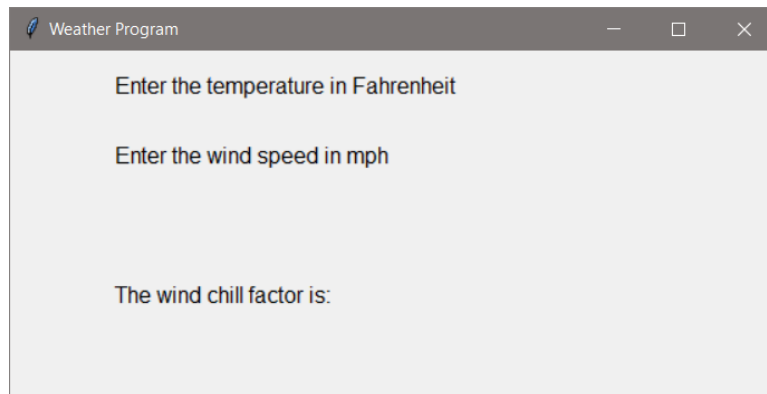 Weather Program
Enter the temperature in Fahrenheit
Enter the wind speed in mph
The wind chill factor is: